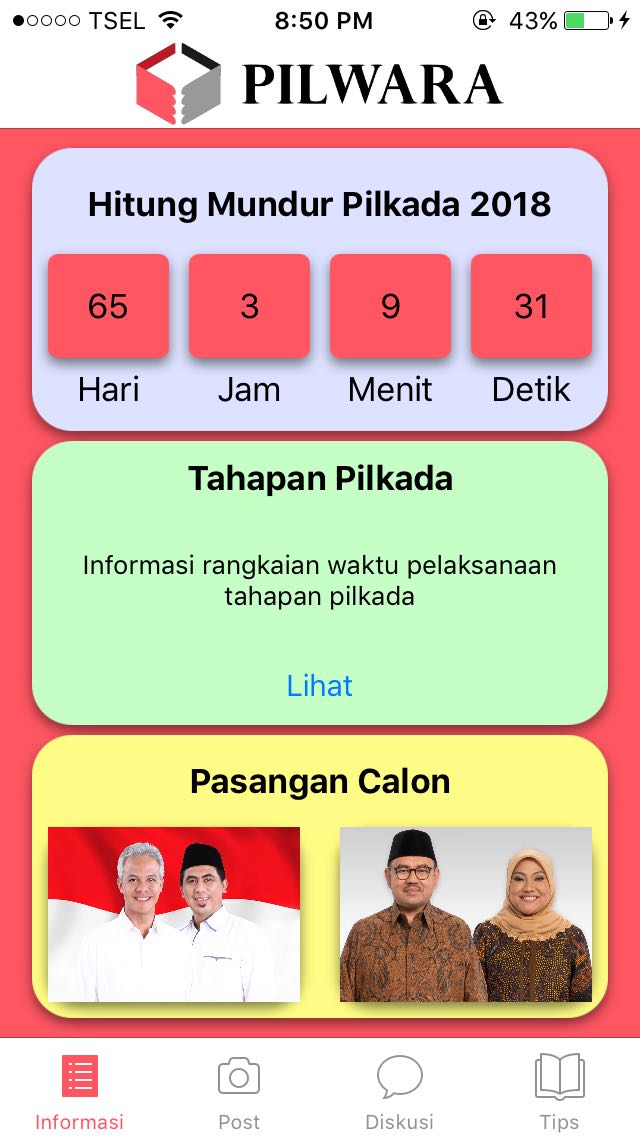 TSEL 8:50 PM 43%
PILWARA
Hitung Mundur Pilkada 2018
65 3 9 31
Hari Jam Menit Detik
Tahapan Pilkada
Informasi rangkaian waktu pelaksanaan
tahapan pilkada
Lihat
Pasangan Calon
Informasi Post Diskusi Tips